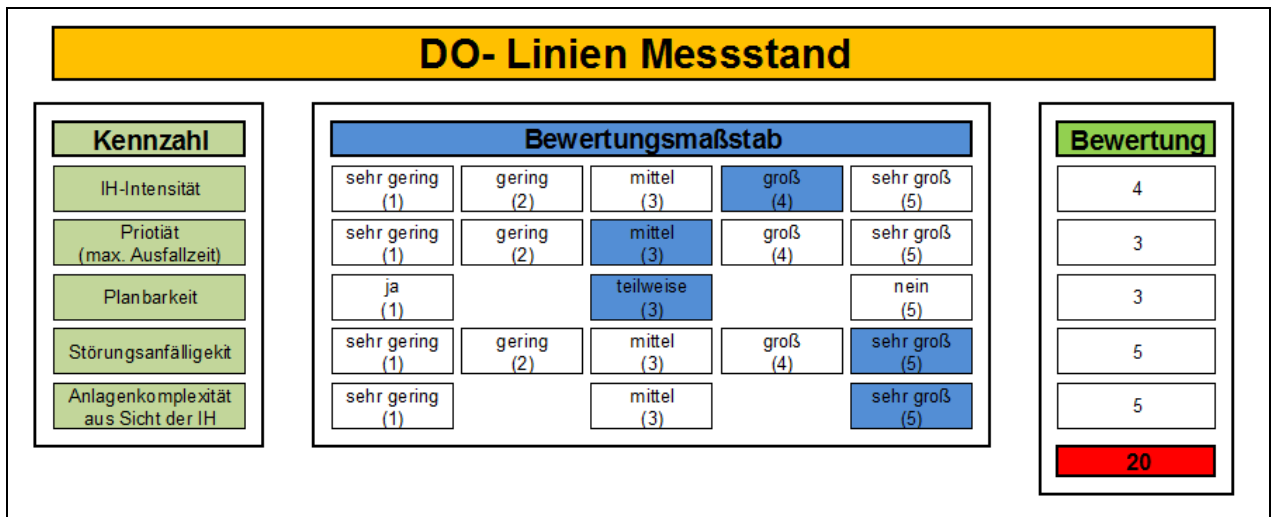 DO- Linien Messstand
Kennzahl
Bewertungsmaßstab
Bewertung
IH-Intensität
sehr gering
(1)
gering
(2)
mittel
(3)
groß
(4)
sehr groß
(5)
4
Priotiät
(max. Ausfallzeit)
sehr gering
(1)
gering
(2)
mittel
(3)
groß
(4)
sehr groß
(5)
3
Planbarkeit
ja
(1)
teilweise
(3)
nein
(5)
3
Störungsanfälligekit
sehr gering
(1)
gering
(2)
mittel
(3)
groß
(4)
sehr groß
(5)
5
Anlagenkomplexität
aus Sicht der IH
sehr gering
(1)
mittel
(3)
sehr groß
(5)
5
20